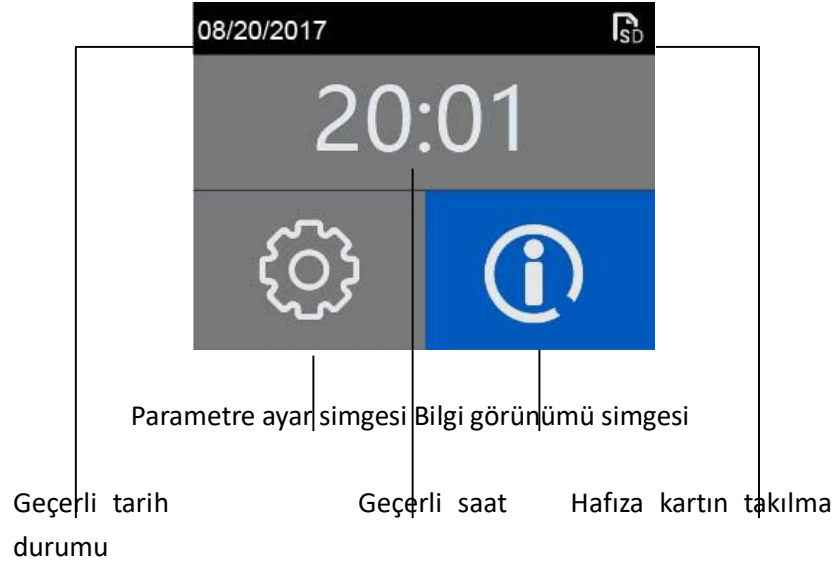 08/20/2017 SD
20:01
Parametre ayar simgesi Bilgi görünümü simgesi
Geçerli tarih Geçerli saat Hafıza kartın takılma
durumu